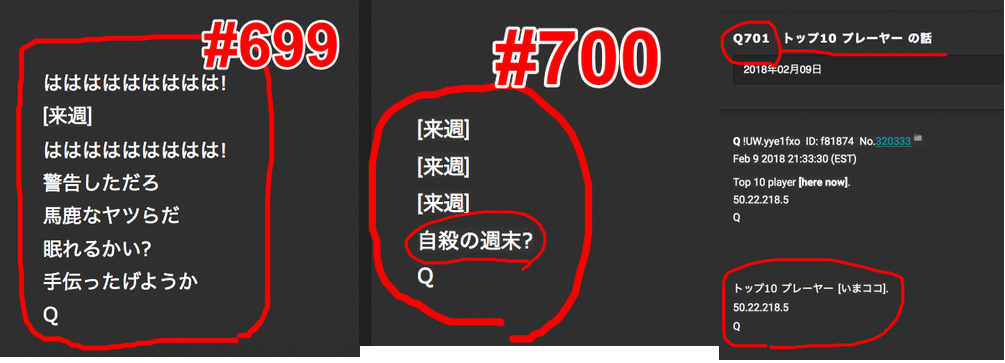 #699
はははははははははは!
[来週]
はははははははははは!
警告しただろ
馬鹿なヤツらだ
眠れるかい?
手伝ったげようか
Q
#700
[来週]
[来週]
[来週]
自殺の週末?
Q
Q701 トップ10 プレーヤー の話
2018年02月09日
Q !UW.yye1fxo ID: f81874 No.320333
Feb 9 2018 21:33:30 (EST)
Top 10 player [here now].
50.22.218.5
Q
トップ10 プレーヤー [いまココ].
50.22.218.5
Q